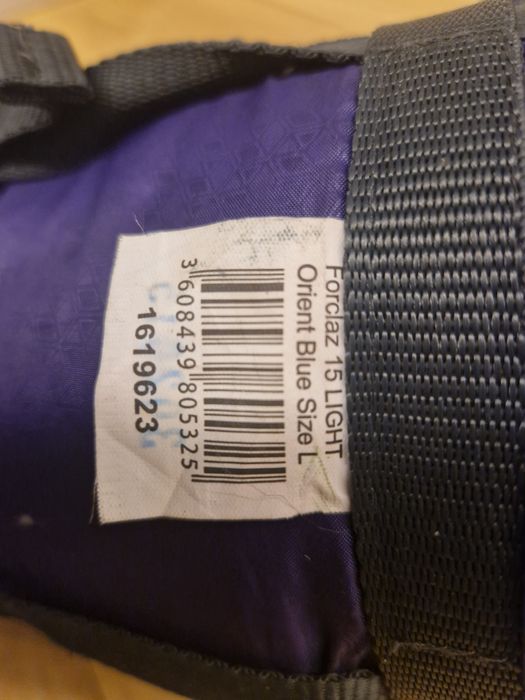 Forclaz 15 LIGHT
Orient Blue Size L
3 608439 805325
1619623